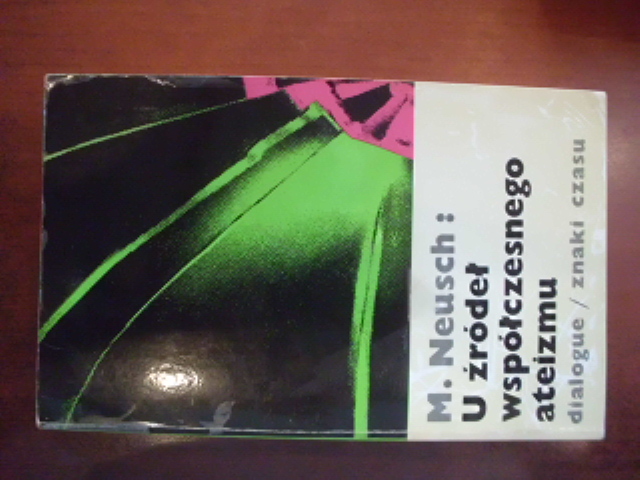 M. Neusch:
U źródeł
współczesnego
ateizmu
dialogue / znaki czasu